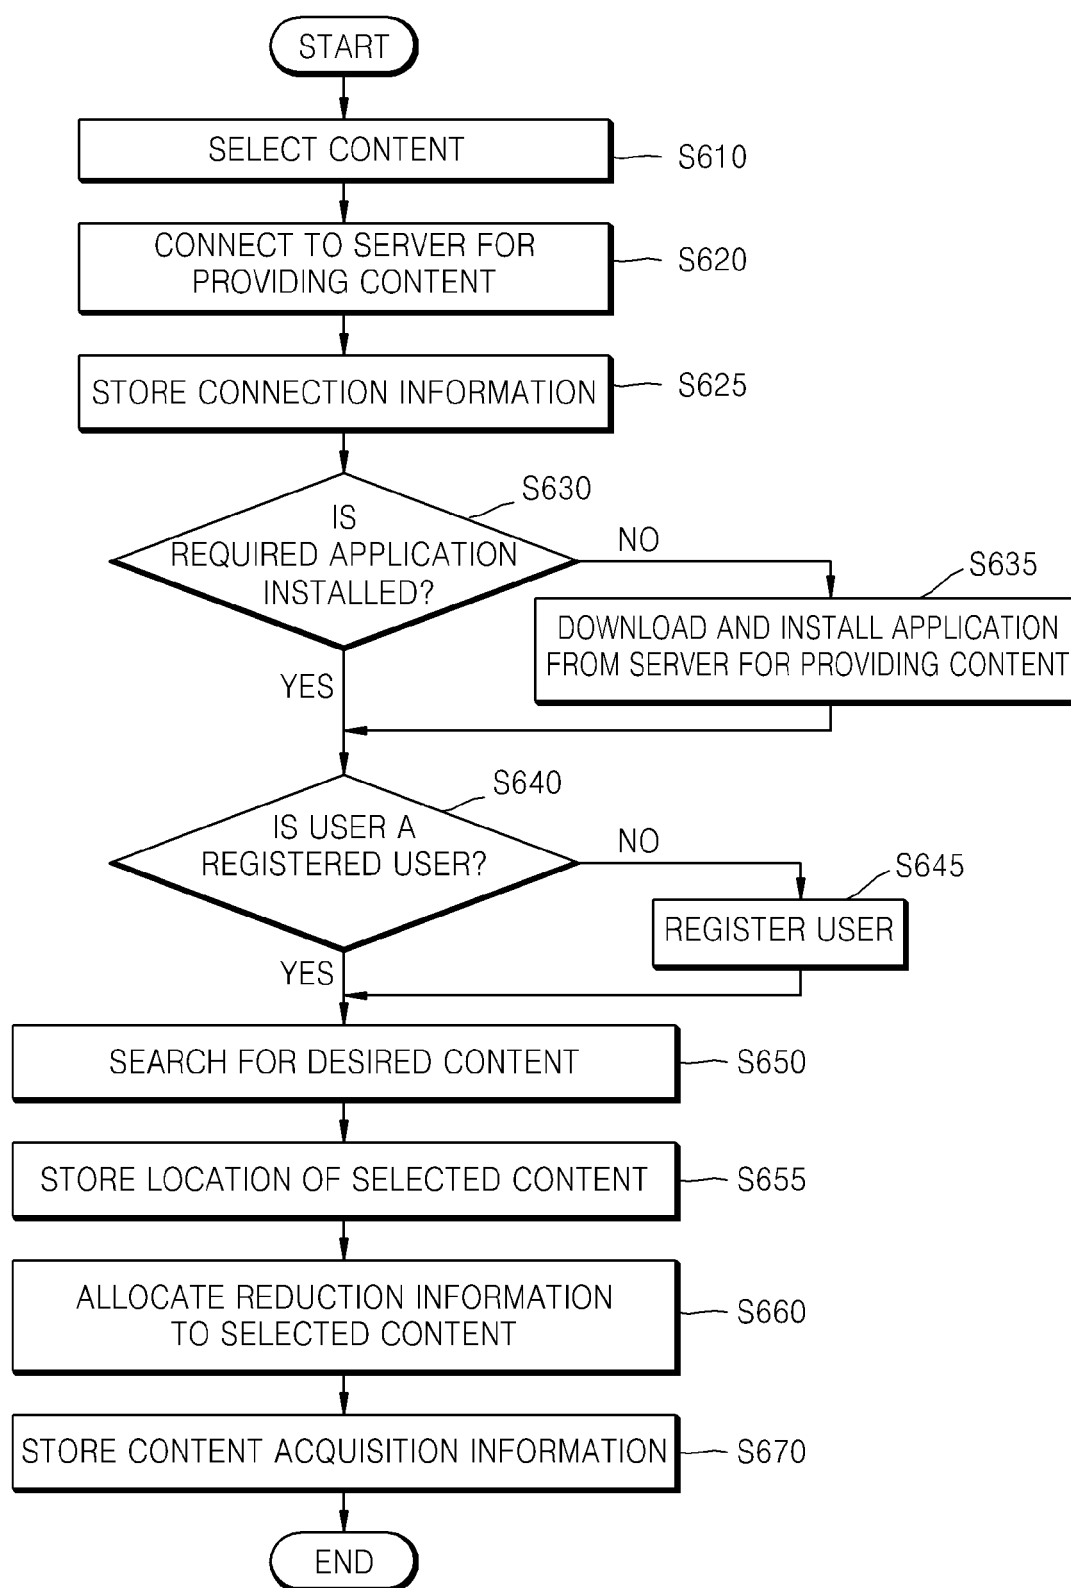 START
SELECT CONTENT
S610
CONNECT TO SERVER FOR
PROVIDING CONTENT
S620
STORE CONNECTION INFORMATION
S625
S630
IS
REQUIRED APPLICATION
INSTALLED?
NO
S635
DOWNLOAD AND INSTALL APPLICATION
FROM SERVER FOR PROVIDING CONTENT
YES
S640
IS USER A
REGISTERED USER?
NO
S645
REGISTER USER
YES
SEARCH FOR DESIRED CONTENT
S650
STORE LOCATION OF SELECTED CONTENT
S655
ALLOCATE REDUCTION INFORMATION
TO SELECTED CONTENT
S660
STORE CONTENT ACQUISITION INFORMATION
S670
END